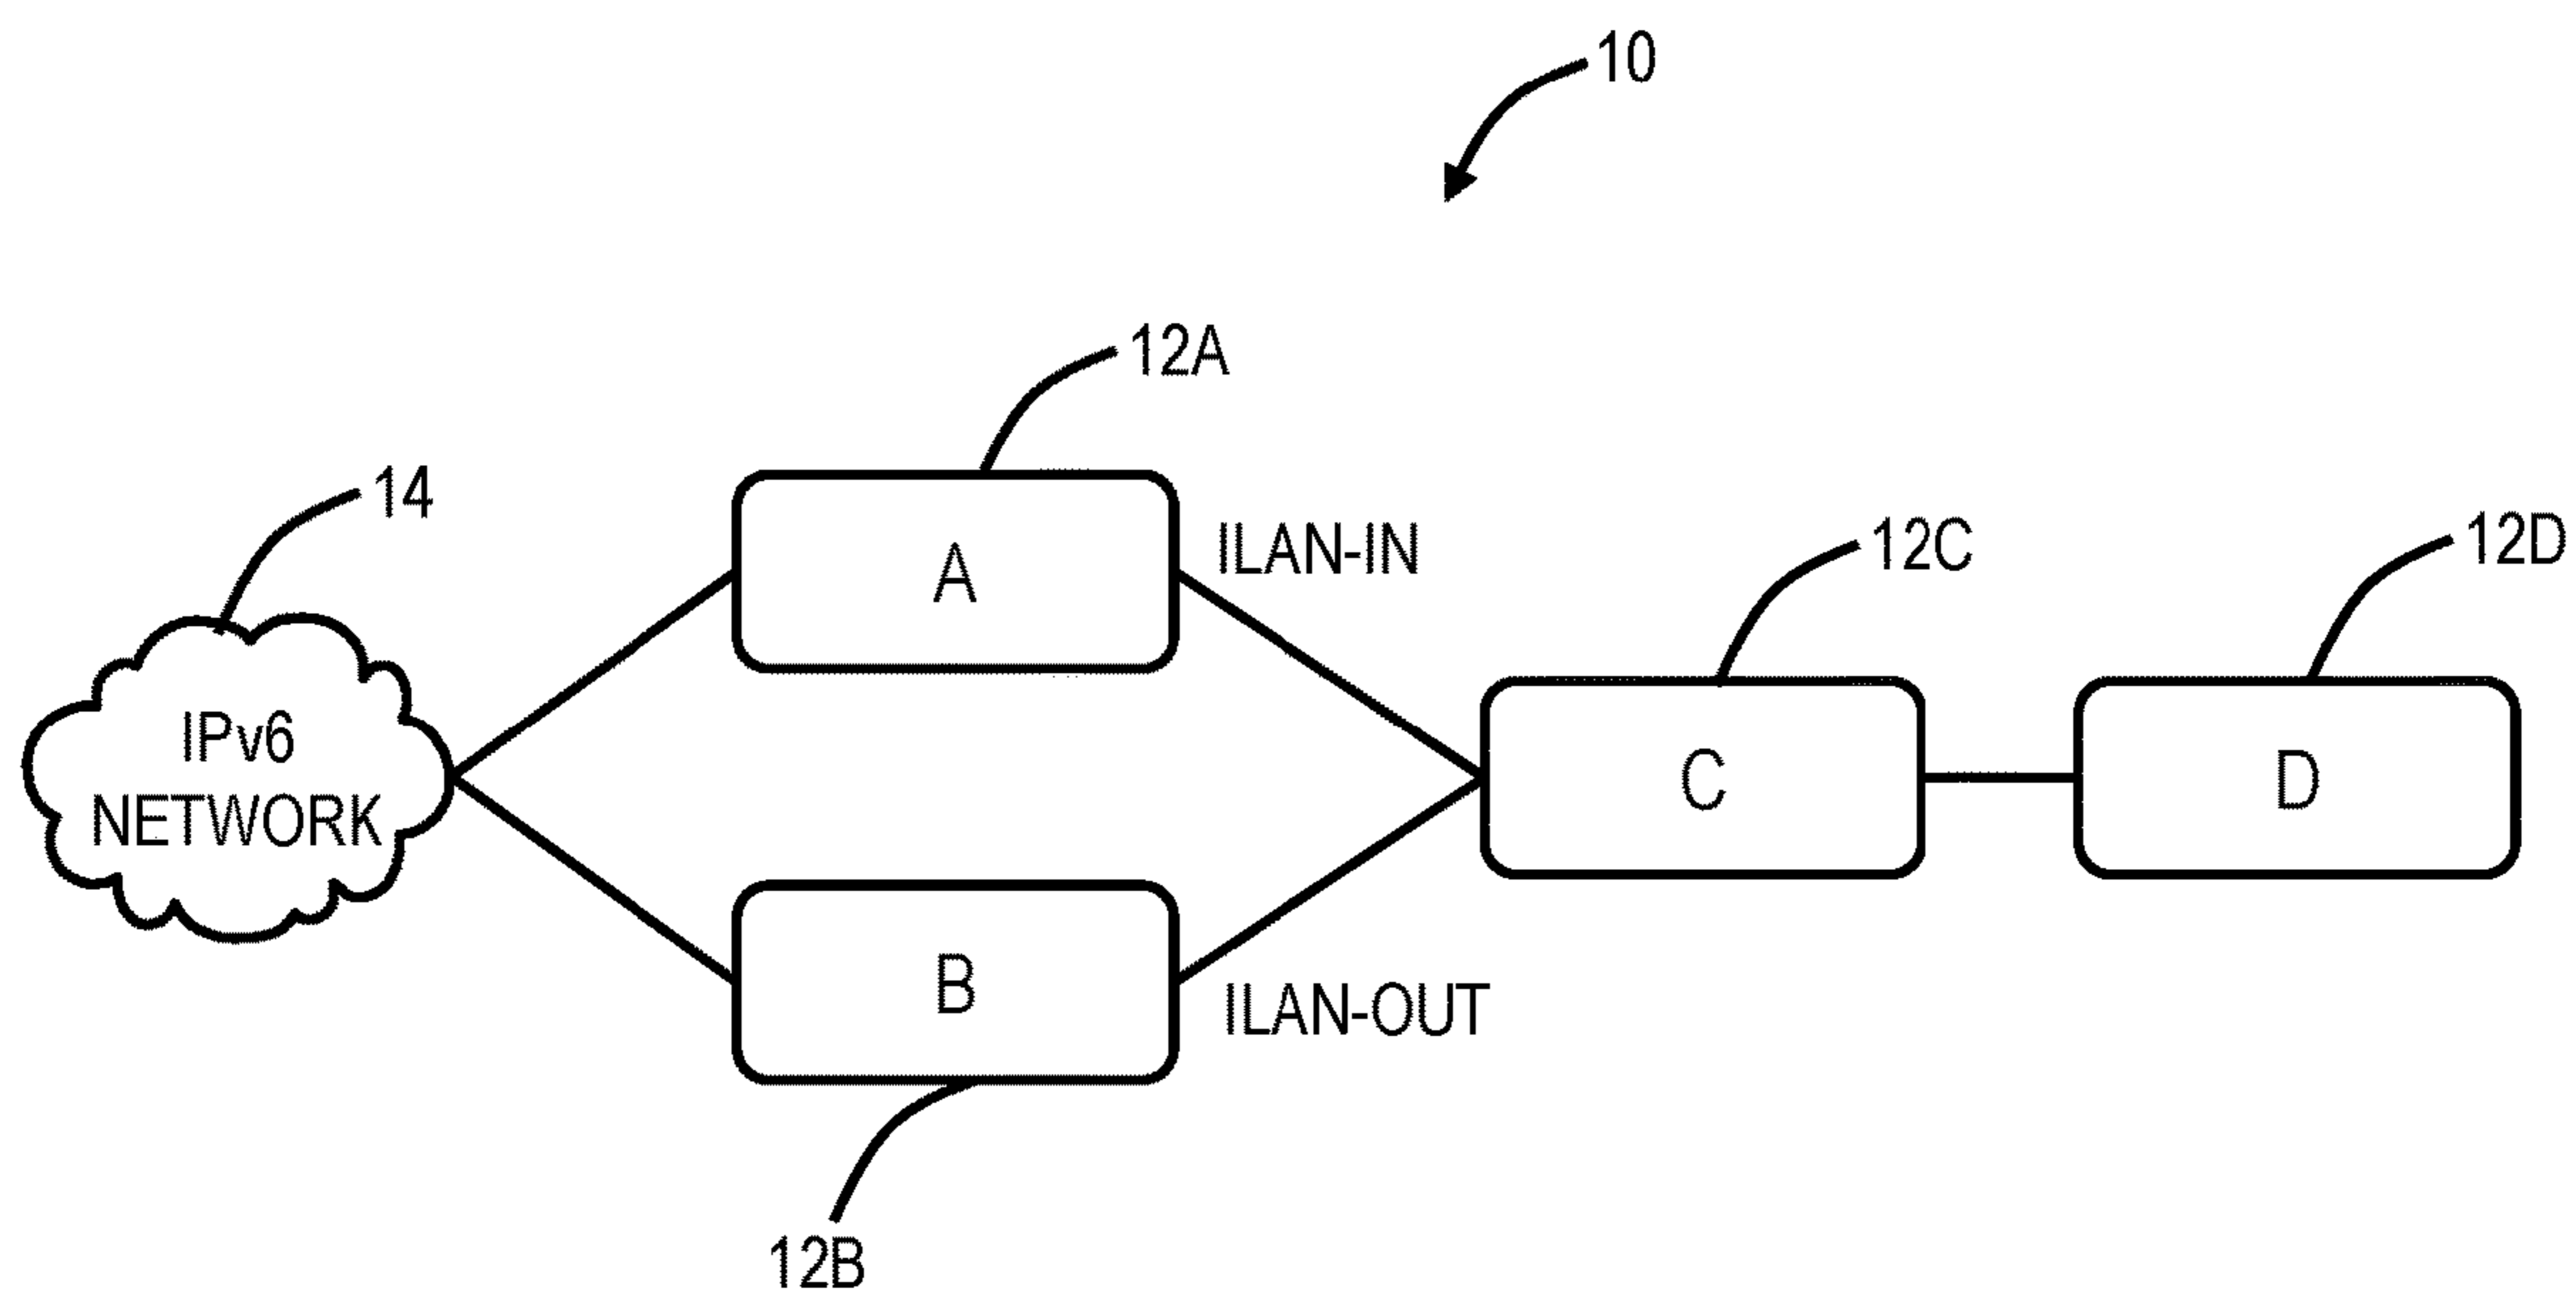 10
12A
14
ILAN-IN
A
12C
12D
IPv6
NETWORK
C
D
B
ILAN-OUT
12B